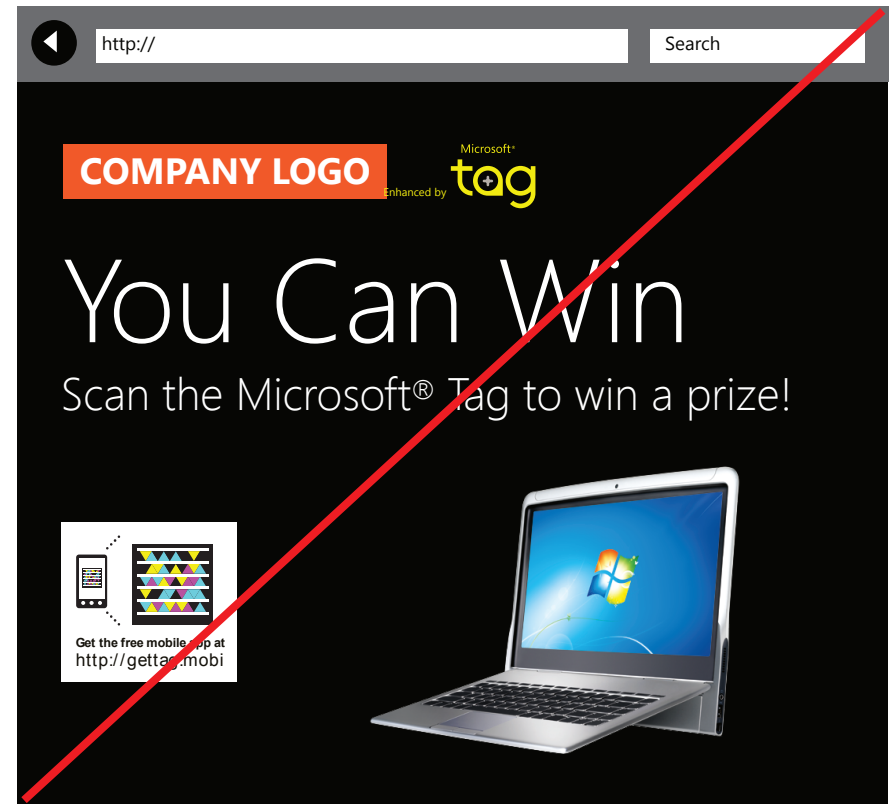 http://
Search
COMPANY LOGO
Microsoft®
Enhanced by tag
You Can Win
Scan the Microsoft® Tag to win a prize!
Get the free mobile app at
http://gettag.mobi